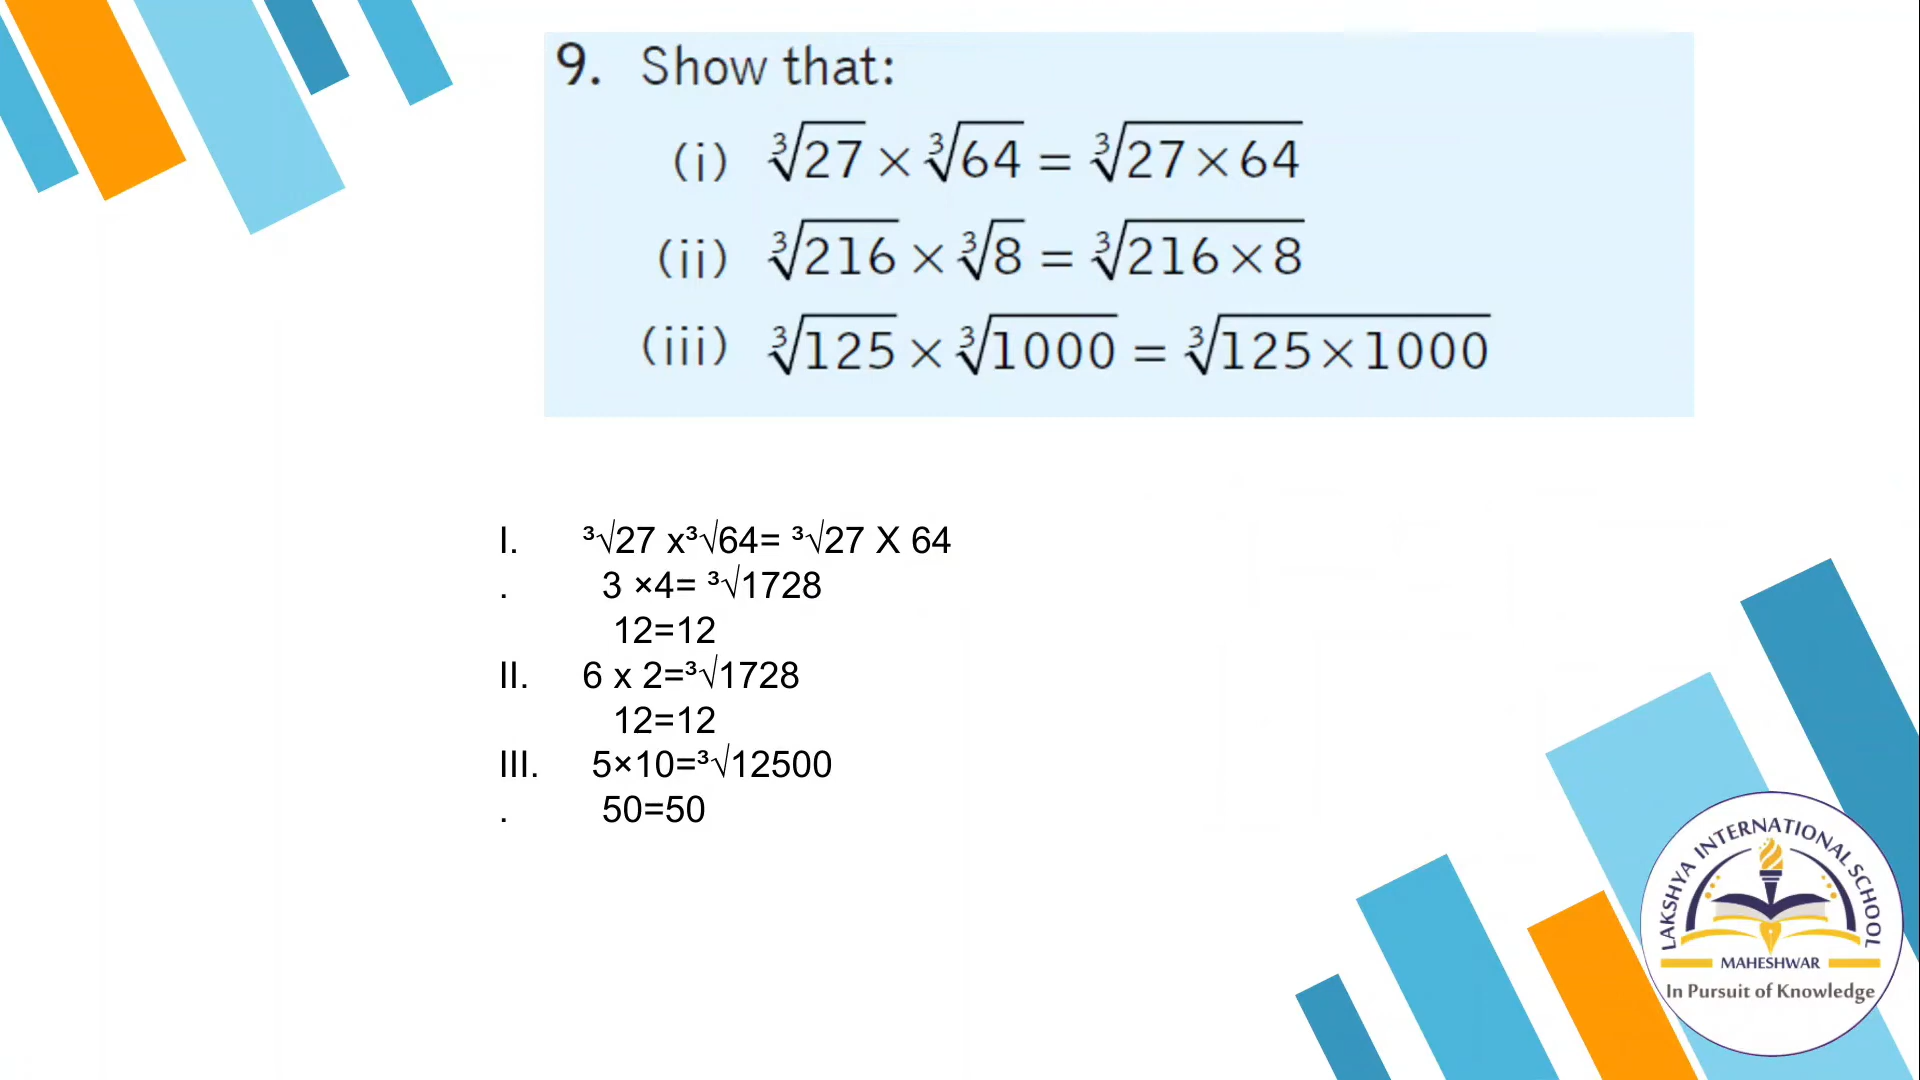 9. Show that:
(i) ∛27 × ∛64 = ∛27 × 64
(ii) ∛216 × ∛8 = ∛216 × 8
(iii) ∛125 × ∛1000 = ∛125 × 1000
I. ³√27 x³√64= ³√27 X 64
. 3 ×4= ³√1728
12=12
II. 6 x 2=³√1728
12=12
III. 5×10=³√12500
. 50=50
LAKSHYA INTERNATIONAL SCHOOL
MAHESHWAR
In Pursuit of Knowledge